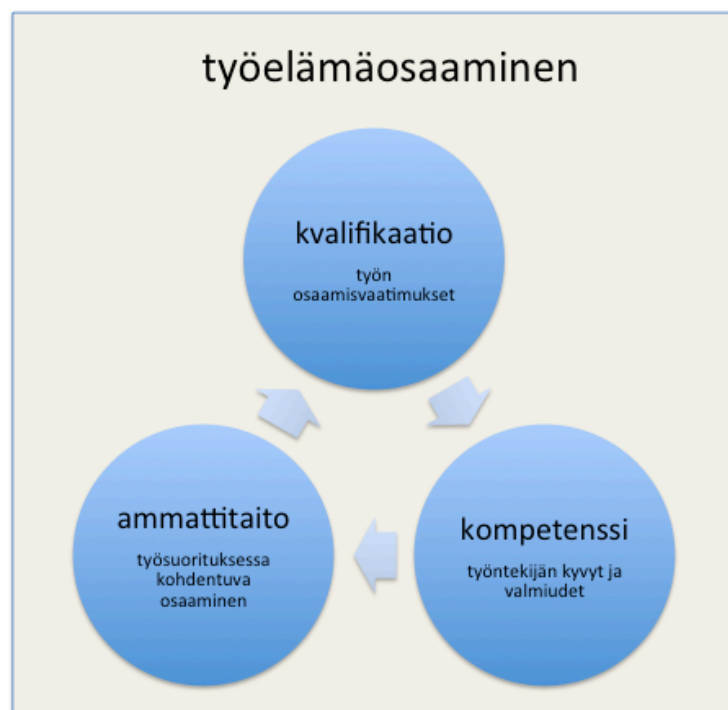 työelämäosaaminen
kvalifikaatio
työn
osaamisvaatimukset
ammattitaito
työsuorituksessa
kohdentuva
osaaminen
kompetenssi
työntekijän kyvyt ja
valmiudet